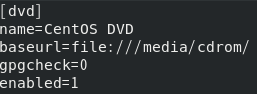 [dvd]
name=CentOS DVD
baseurl=file:///media/cdrom/
gpgcheck=0
enabled=1